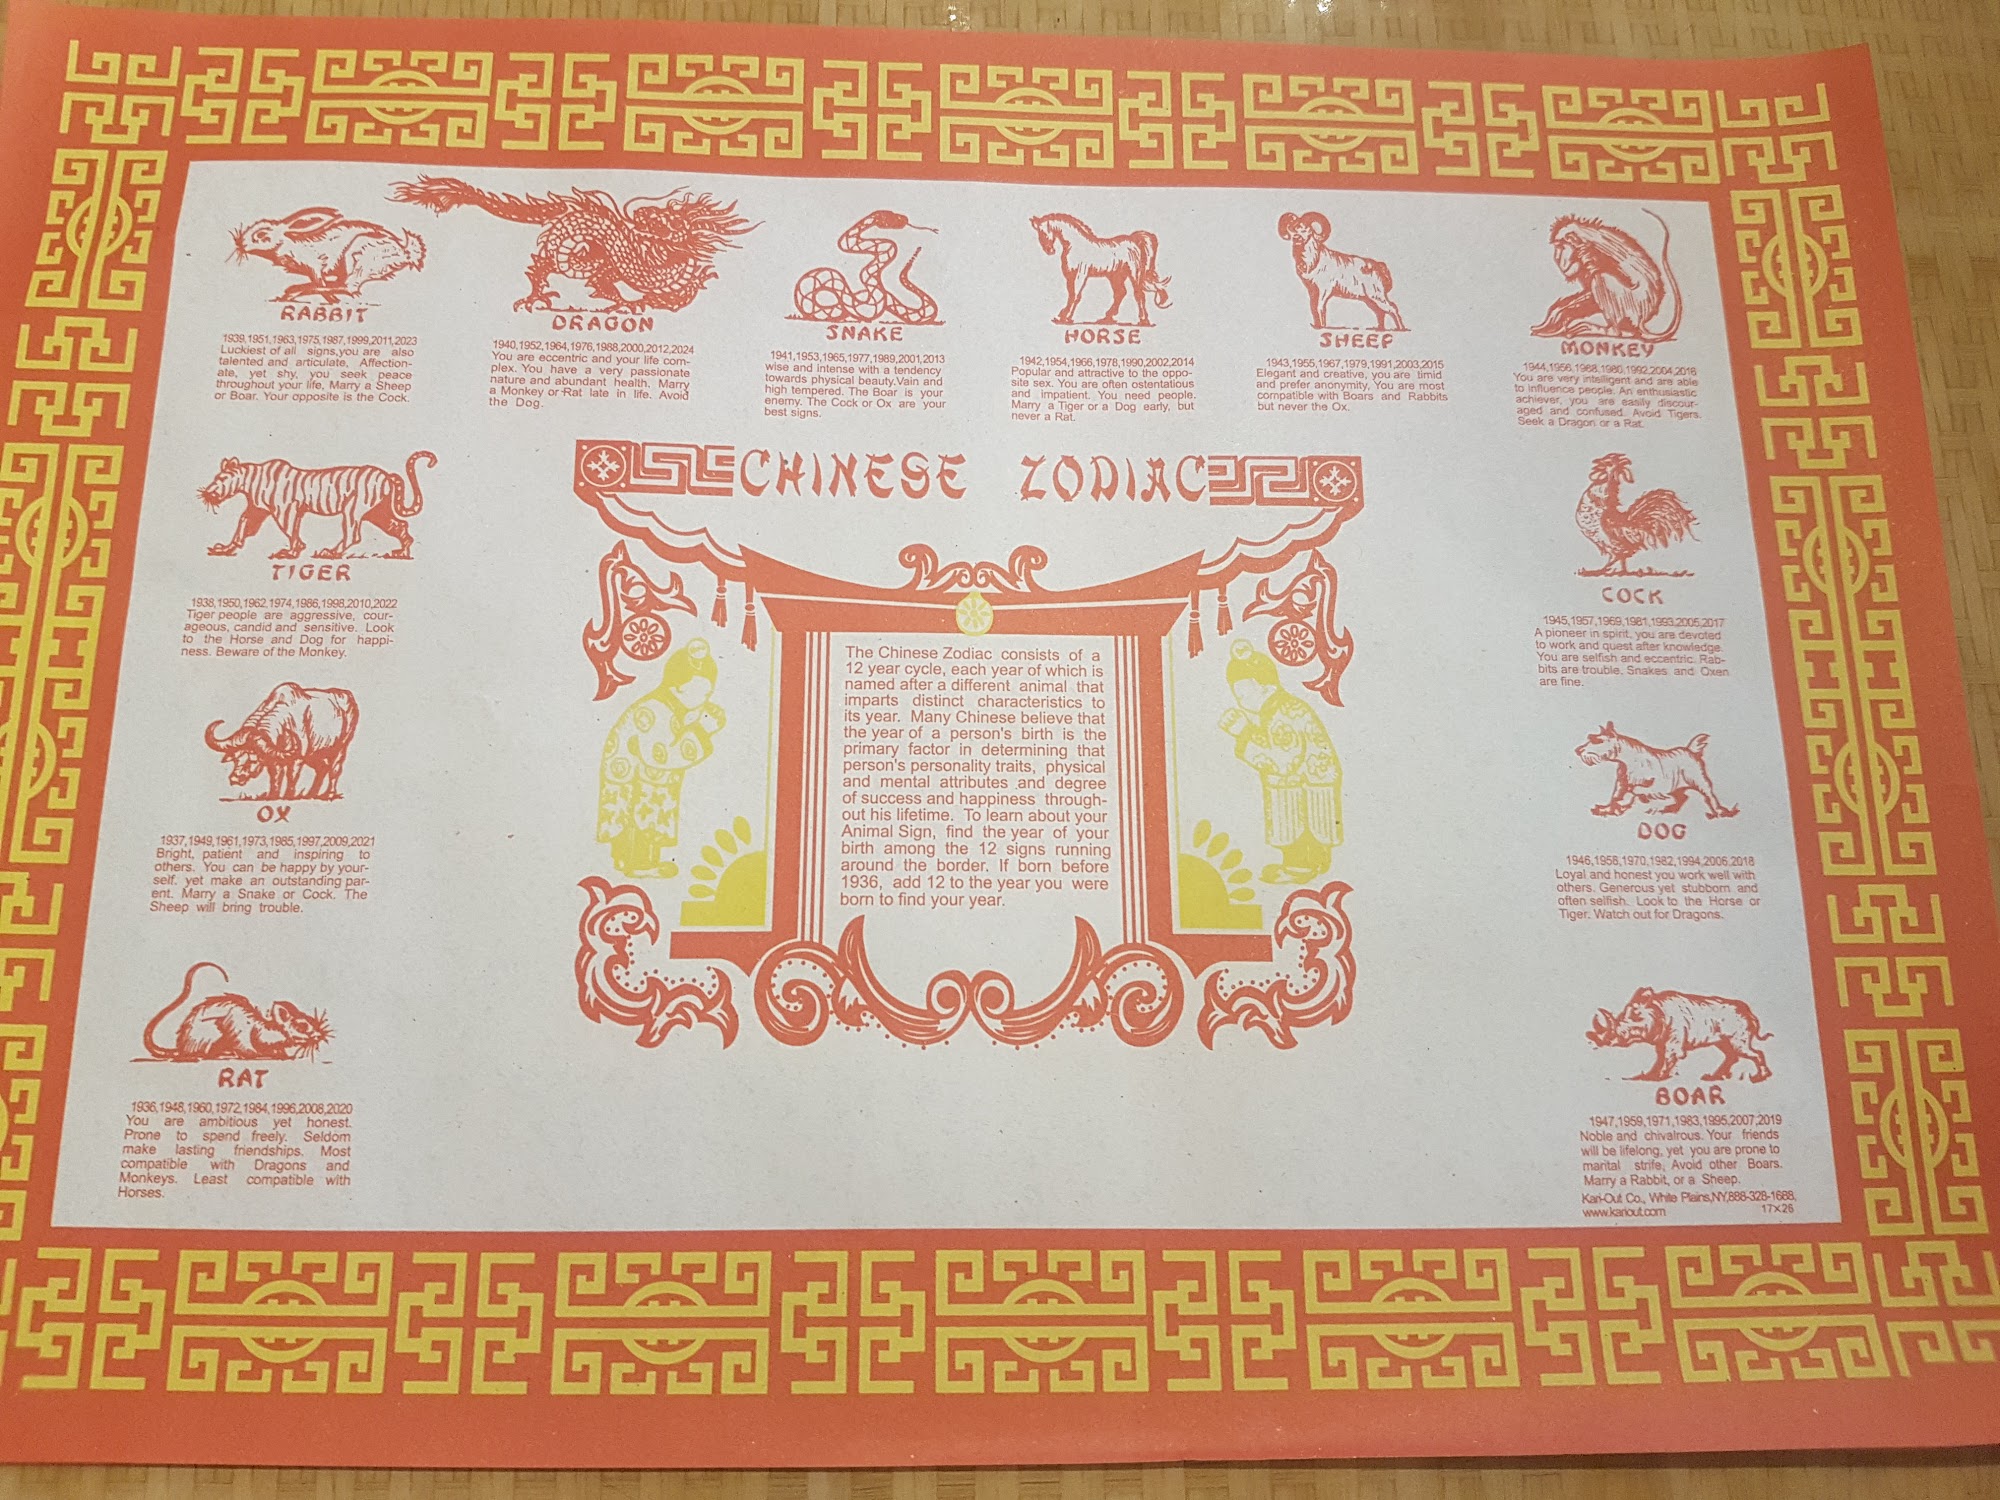 RABBIT
1939,1951,1963,1975,1987,1999,2011,2023
Luckiest of all signs,you are also
talented and articulate, Affection-
ate, yet shy, you seek peace
throughout your life, Marry a Sheep
or Boar. Your opposite is the Cock.
DRAGON
1940,1952,1964,1976,1988,2000,2012,2024
You are eccentric and your life com-
plex. You have a very passionate
nature and abundant health, Marry
a Monkey or Rat late in life. Avoid
the Dog.
SNAKE
1941,1953,1965,1977,1989,2001,2013
wise and intense with a tendency
towards physical beauty.Vain and
high tempered. The Boar is your
enemy. The Cock or Ox are your
best signs.
HORSE
1942,1954,1966,1978,1990,2002,2014
Popular and attractive to the oppo-
site sex. You are often ostentatious
and impatient. You need people.
Marry a Tiger or a Dog early, but
never a Rat.
SHEEP
1943,1955,1967,1979,1991,2003,2015
Elegant and creative, you are timid
and prefer anonymity, You are most
compatible with Boars and Rabbits
but never the Ox.
MONKEY
1944,1956,1968,1980,1992,2004,2016
You are very intelligent and are able
to influence people. An enthusiastic
achiever, you are easily discour-
aged and confused. Avoid Tigers.
Seek a Dragon or a Rat.
CHINESE ZODIAC
TIGER
1938,1950,1962,1974,1986,1998,2010,2022
Tiger people are aggressive, cour-
ageous, candid and sensitive. Look
to the Horse and Dog for happi-
ness. Beware of the Monkey.
OX
1937,1949,1961,1973,1985,1997,2009,2021
Bright, patient and inspiring to
others. You can be happy by your-
self. yet make an outstanding par-
ent. Marry a Snake or Cock. The
Sheep will bring trouble.
RAT
1936,1948,1960,1972,1984,1996,2008,2020
You are ambitious yet honest.
Prone to spend freely. Seldom
make lasting friendships. Most
compatible with Dragons and
Monkeys. Least compatible with
Horses.
The Chinese Zodiac consists of a
12 year cycle, each year of which is
named after a different animal that
imparts distinct characteristics to
its year. Many Chinese believe that
the year of a person's birth is the
primary factor in determining that
person's personality traits, physical
and mental attributes and degree
of success and happiness through-
out his lifetime. To learn about your
Animal Sign, find the year of your
birth among the 12 signs running
around the border. If born before
1936, add 12 to the year you were
born to find your year.
COCK
1945,1957,1969,1981,1993,2005,2017
A pioneer in spirit, you are devoted
to work and quest after knowledge.
You are selfish and eccentric. Rab-
bits are trouble, Snakes and Oxen
are fine.
DOG
1946,1958,1970,1982,1994,2006,2018
Loyal and honest you work well with
others. Generous yet stubborn and
often selfish. Look to the Horse or
Tiger. Watch out for Dragons.
BOAR
1947,1959,1971,1983,1995,2007,2019
Noble and chivalrous. Your friends
will be lifelong, yet you are prone to
marital strife, Avoid other Boars.
Marry a Rabbit, or a Sheep.
Kari-Out Co., White Plains,NY,888-328-1688,
www.kariout.com 17×26